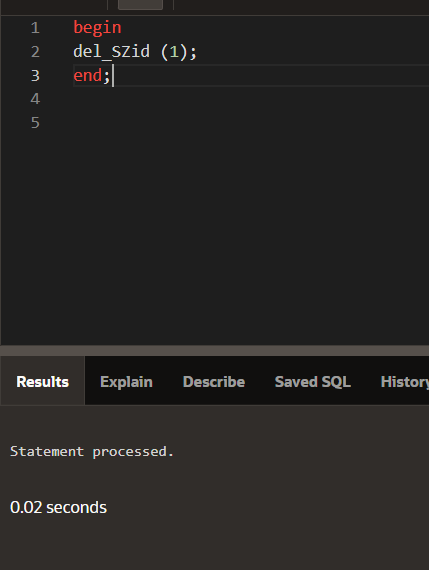 1 begin
2 del_SZid (1);
3 end;
4
5
Results Explain Describe Saved SQL History
Statement processed.
0.02 seconds